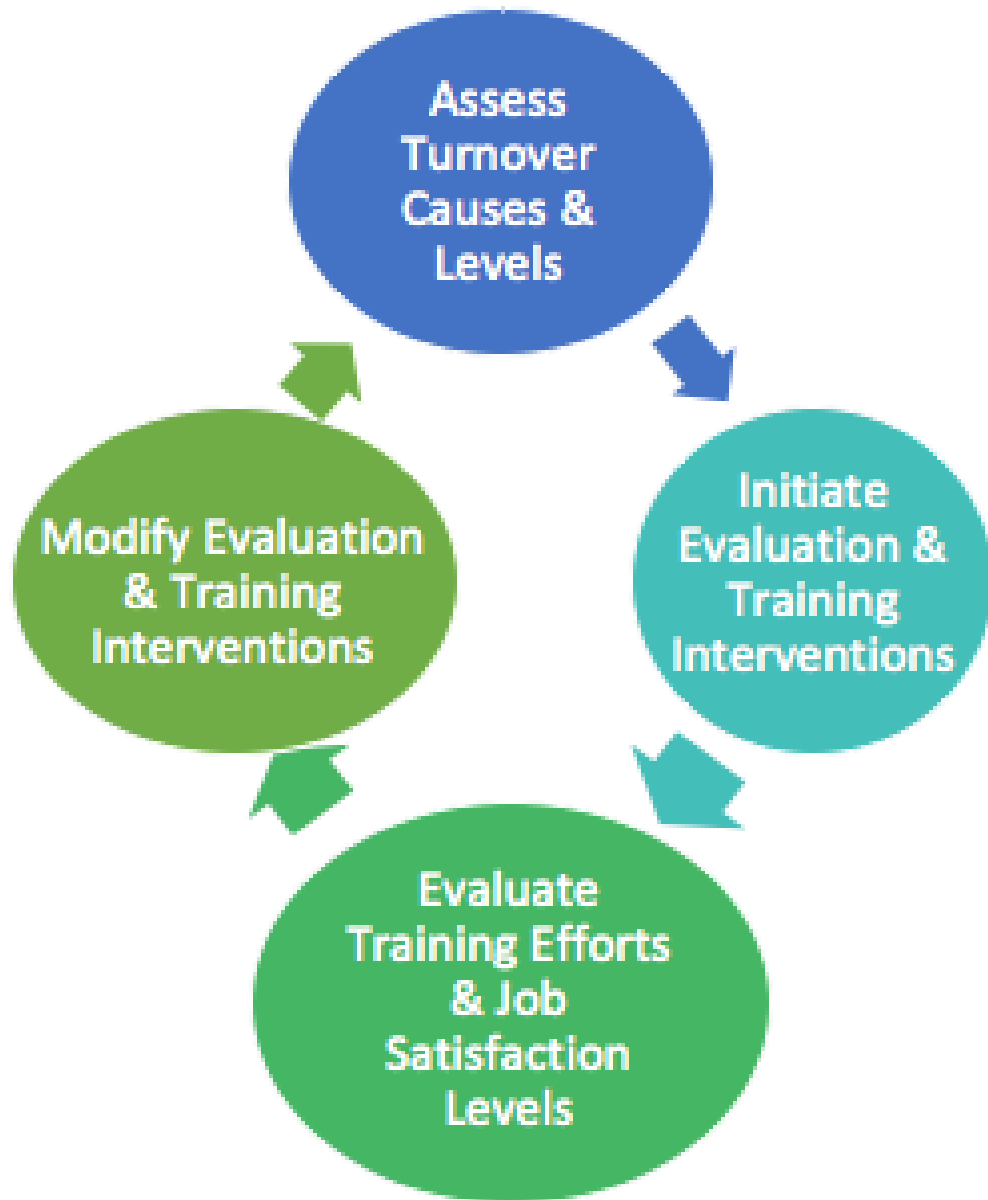 Assess
Turnover
Causes &
Levels
Initiate
Evaluation &
Training
Interventions
Evaluate
Training Efforts
& Job
Satisfaction
Levels
Modify Evaluation
& Training
Interventions